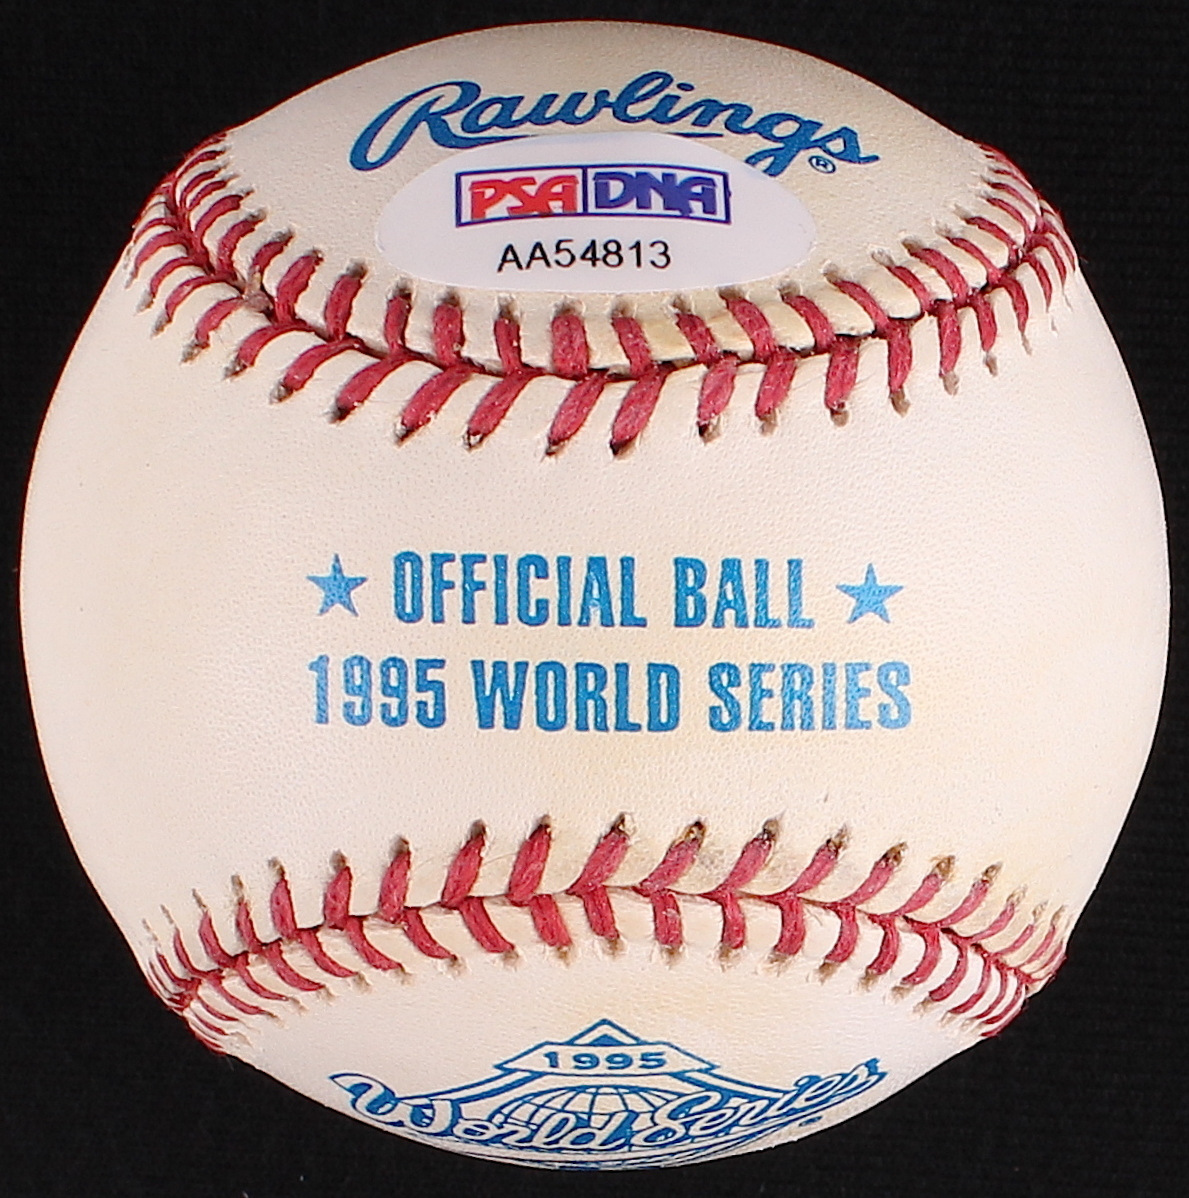 Rawlings®
PSA DNA
AA54813
★ OFFICIAL BALL ★
1995 WORLD SERIES
1995
World Series